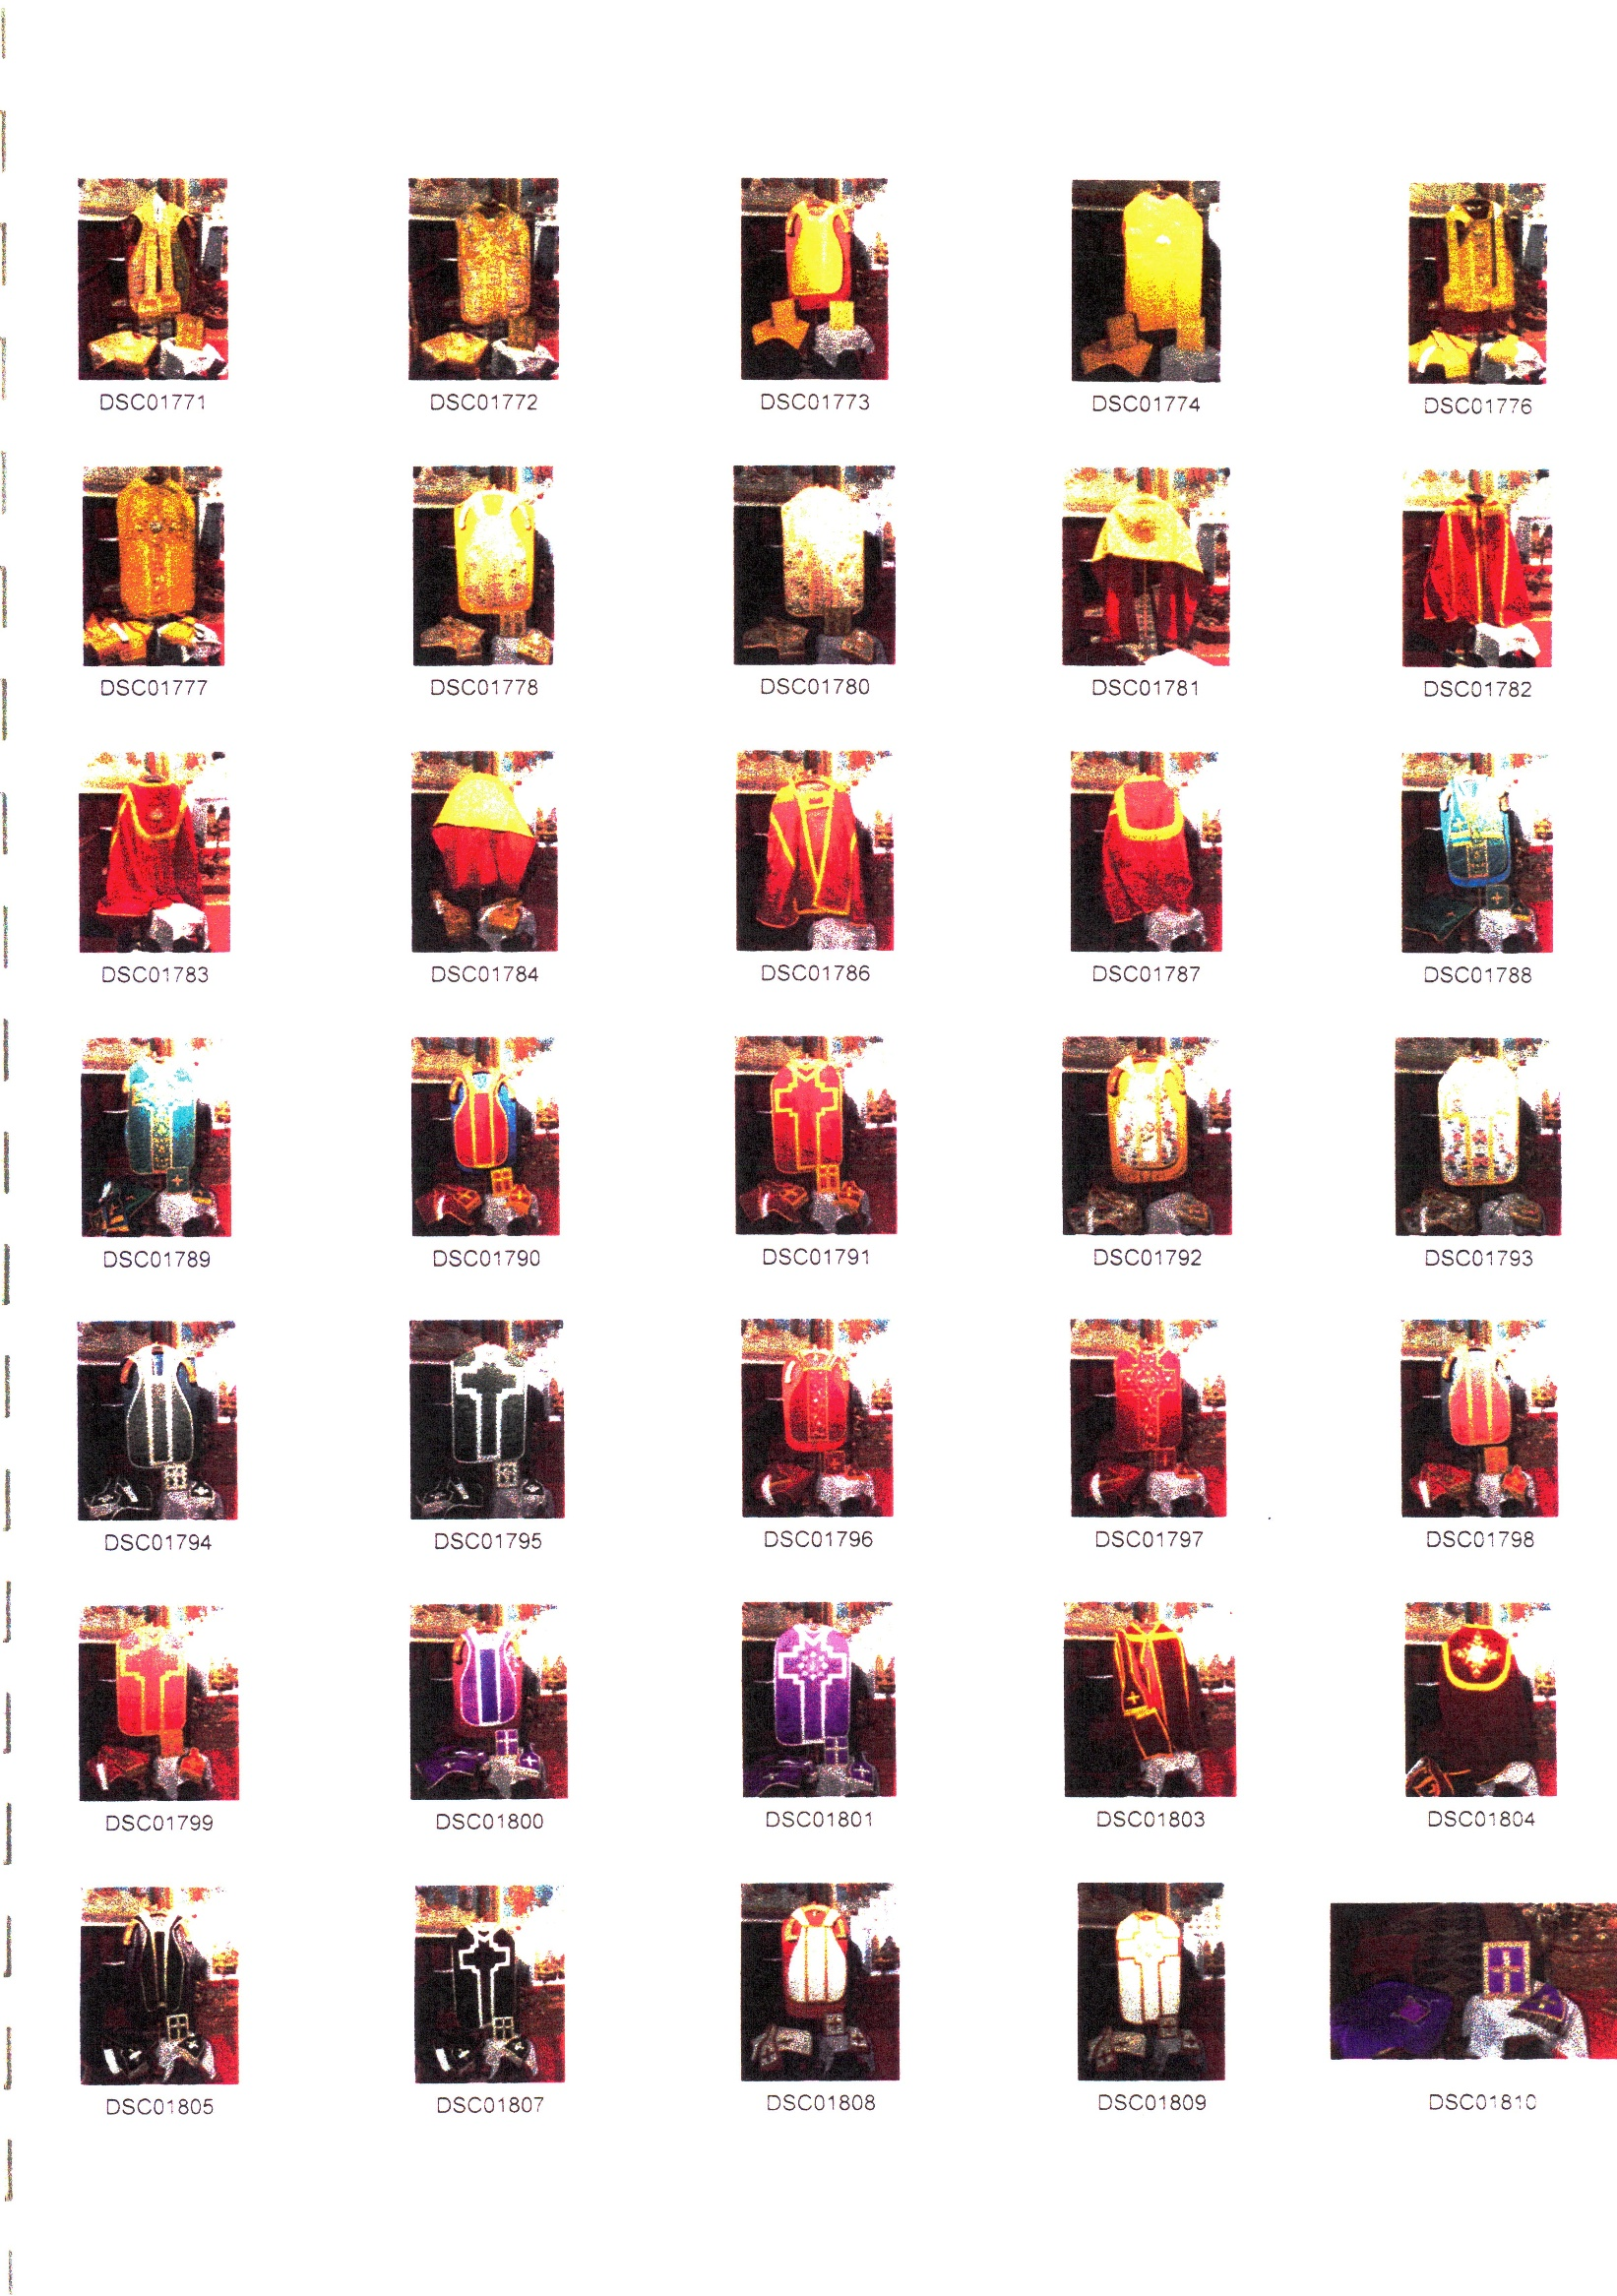 DSC01771 DSC01772 DSC01773 DSC01774 DSC01776
DSC01777 DSC01778 DSC01780 DSC01781 DSC01782
DSC01783 DSC01784 DSC01786 DSC01787 DSC01788
DSC01789 DSC01790 DSC01791 DSC01792 DSC01793
DSC01794 DSC01795 DSC01796 DSC01797 DSC01798
DSC01799 DSC01800 DSC01801 DSC01803 DSC01804
DSC01805 DSC01807 DSC01808 DSC01809 DSC01810